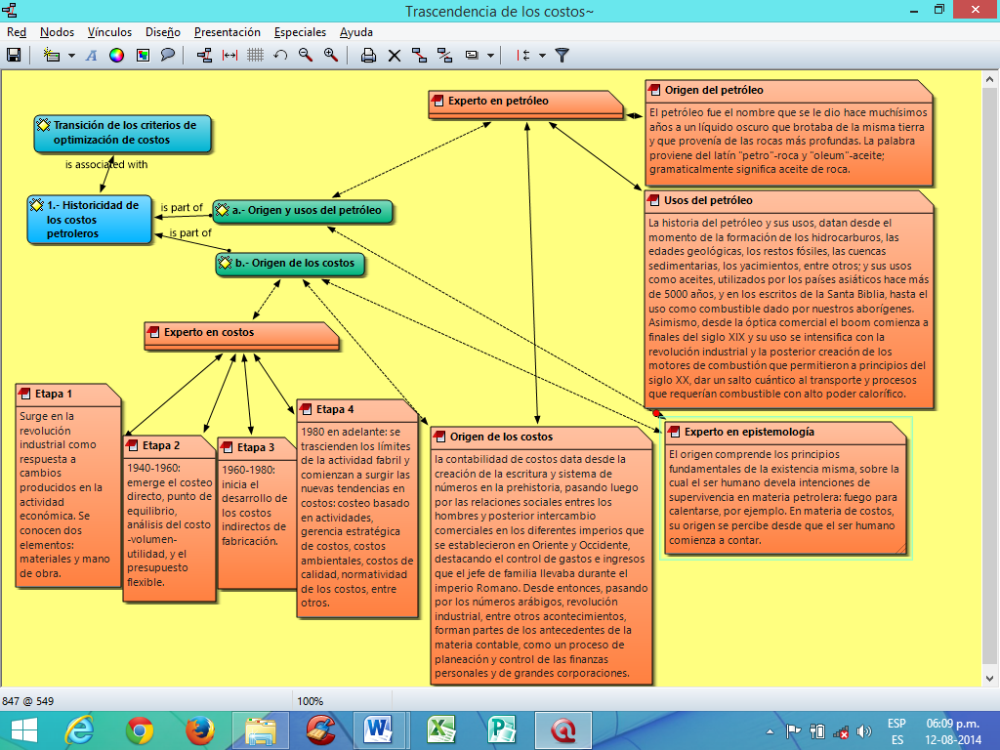 Trascendencia de los costos~
Red Nodos Vínculos Diseño Presentación Especiales Ayuda
Transición de los criterios de
optimización de costos
is associated with
1.- Historicidad de
los costos
petroleros
is part of
is part of
a.- Origen y usos del petróleo
b.- Origen de los costos
Experto en petróleo
Origen del petróleo
El petróleo fue el nombre que se le dio hace muchísimos
años a un líquido oscuro que brotaba de la misma tierra
y que provenía de las rocas más profundas. La palabra
proviene del latín "petro"-roca y "oleum"-aceite;
gramaticalmente significa aceite de roca.
Usos del petróleo
La historia del petróleo y sus usos, datan desde el
momento de la formación de los hidrocarburos, las
edades geológicas, los restos fósiles, las cuencas
sedimentarias, los yacimientos, entre otros; y sus usos
como aceites, utilizados por los países asiáticos hace más
de 5000 años, y en los escritos de la Santa Biblia, hasta el
uso como combustible dado por nuestros aborígenes.
Asimismo, desde la óptica comercial el boom comienza a
finales del siglo XIX y su uso se intensifica con la
revolución industrial y la posterior creación de los
motores de combustión que permitieron a principios del
siglo XX, dar un salto cuántico al transporte y procesos
que requerían combustible con alto poder calorífico.
Experto en costos
Etapa 1
Surge en la
revolución
industrial como
respuesta a
cambios
producidos en la
actividad
económica. Se
conocen dos
elementos:
materiales y mano
de obra.
Etapa 2
1940-1960:
emerge el costeo
directo, punto de
equilibrio,
análisis del costo
-volumen-
utilidad, y el
presupuesto
flexible.
Etapa 3
1960-1980:
inicia el
desarrollo de
los costos
indirectos de
fabricación.
Etapa 4
1980 en adelante: se
trascienden los límites
de la actividad fabril y
comienzan a surgir las
nuevas tendencias en
costos: costeo basado
en actividades,
gerencia estratégica
de costos, costos
ambientales, costos de
calidad, normatividad
de los costos, entre
otros.
Origen de los costos
la contabilidad de costos data desde la
creación de la escritura y sistema de
números en la prehistoria, pasando luego
por las relaciones sociales entres los
hombres y posterior intercambio
comerciales en los diferentes imperios que
se establecieron en Oriente y Occidente,
destacando el control de gastos e ingresos
que el jefe de familia llevaba durante el
imperio Romano. Desde entonces, pasando
por los números arábigos, revolución
industrial, entre otros acontecimientos,
forman partes de los antecedentes de la
materia contable, como un proceso de
planeación y control de las finanzas
personales y de grandes corporaciones.
Experto en epistemología
El origen comprende los principios
fundamentales de la existencia misma, sobre la
cual el ser humano devela intenciones de
supervivencia en materia petrolera: fuego para
calentarse, por ejemplo. En materia de costos,
su origen se percibe desde que el ser humano
comienza a contar.
847 @ 549
100%
ESP
ES
06:09 p.m.
12-08-2014